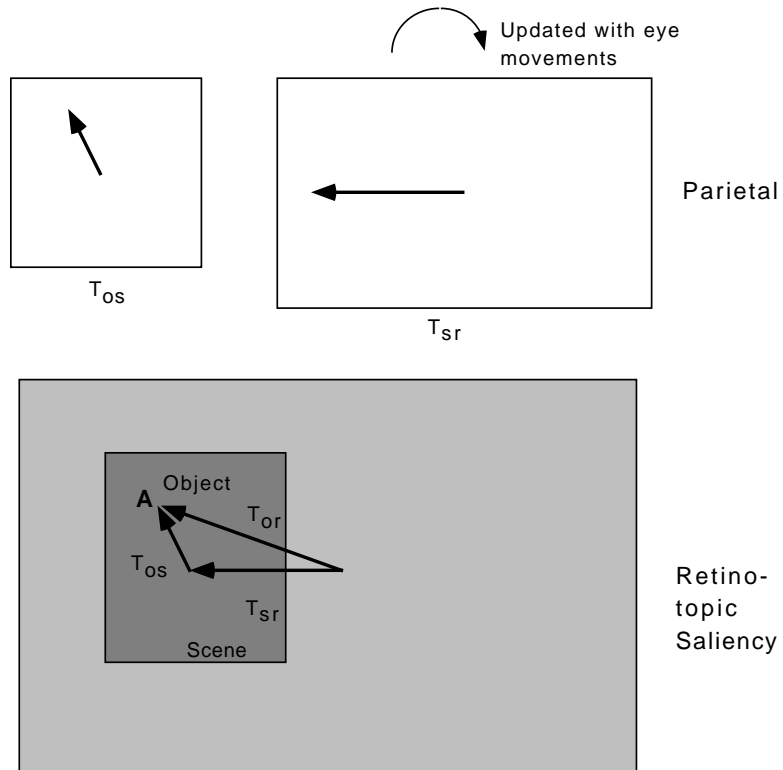 Updated with eye
movements
Parietal
Tos
Tsr
Object
A
Tor
Tos
Tsr
Scene
Retino-
topic
Saliency